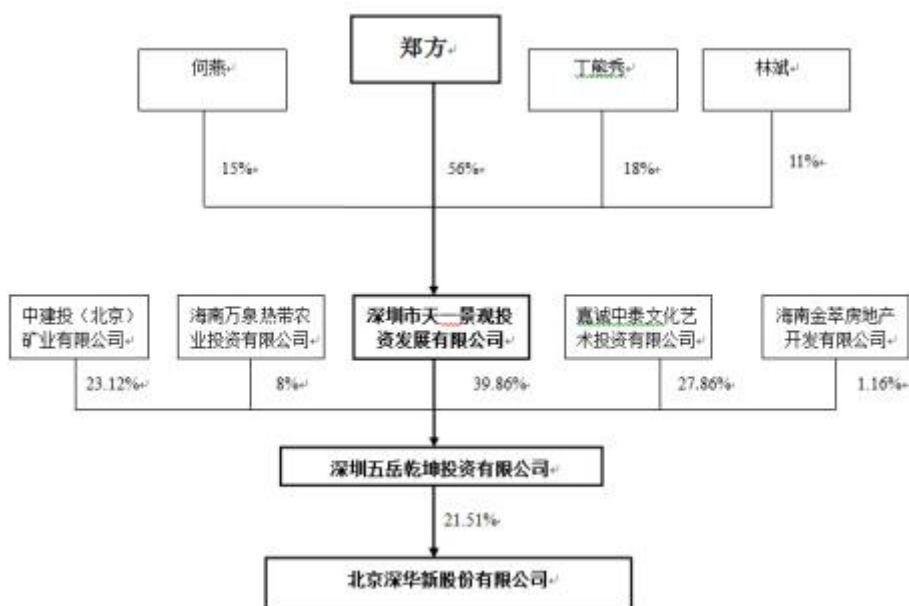 郑方
何燕
丁熊秀
林斌
15%
56%
18%
11%
中建投（北京）
矿业有限公司
海南万泉热带农
业投资有限公司
深圳市天一景观投
资发展有限公司
嘉诚中泰文化艺
术投资有限公司
海南金萃房地产
开发有限公司
23.12%
8%
39.86%
27.86%
1.16%
深圳五岳乾坤投资有限公司
21.51%
北京深华新股份有限公司